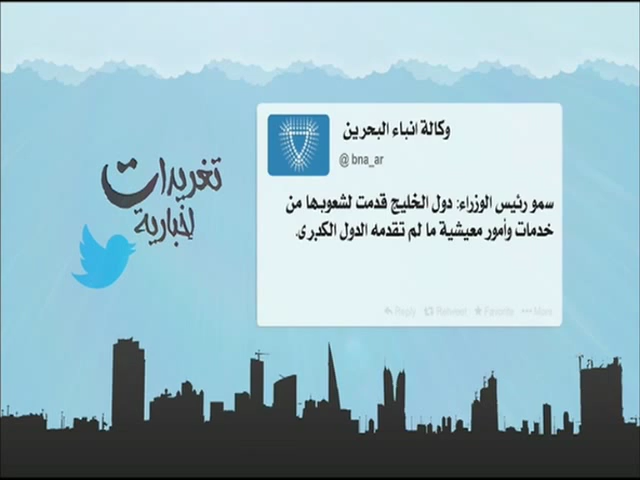 تغريدات
إخبارية
وكالة انباء البحرين
@bna_ar
سمو رئيس الوزراء: دول الخليج قدمت لشعوبها من
خدمات وأمور معيشية ما لم تقدمه الدول الكبرى.
Reply Retweet Favorite More